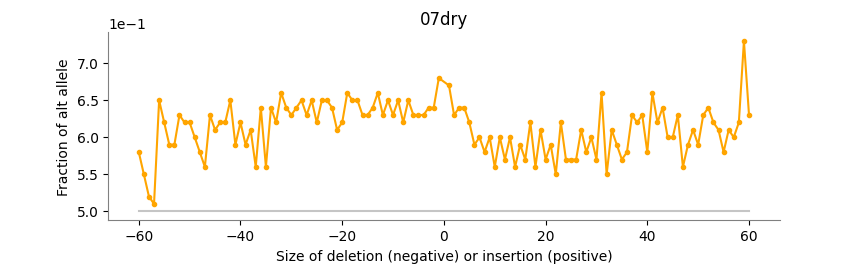 07dry
1e−1
7.0
6.5
6.0
5.5
5.0
Fraction of alt allele
−60 −40 −20 0 20 40 60
Size of deletion (negative) or insertion (positive)